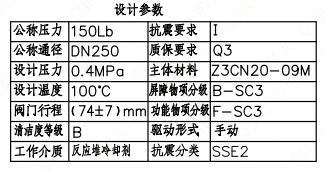 设计参数
公称压力 150Lb 抗震要求 I
公称通径 DN250 质保要求 Q3
设计压力 0.4MPa 主体材料 Z3CN20-09M
设计温度 100℃ 屏障物项分级 B-SC3
阀门行程 (74±7)mm 功能物项分级 F-SC3
清洁度等级 B 驱动形式 手动
工作介质 反应堆冷却剂 抗震分类 SSE2